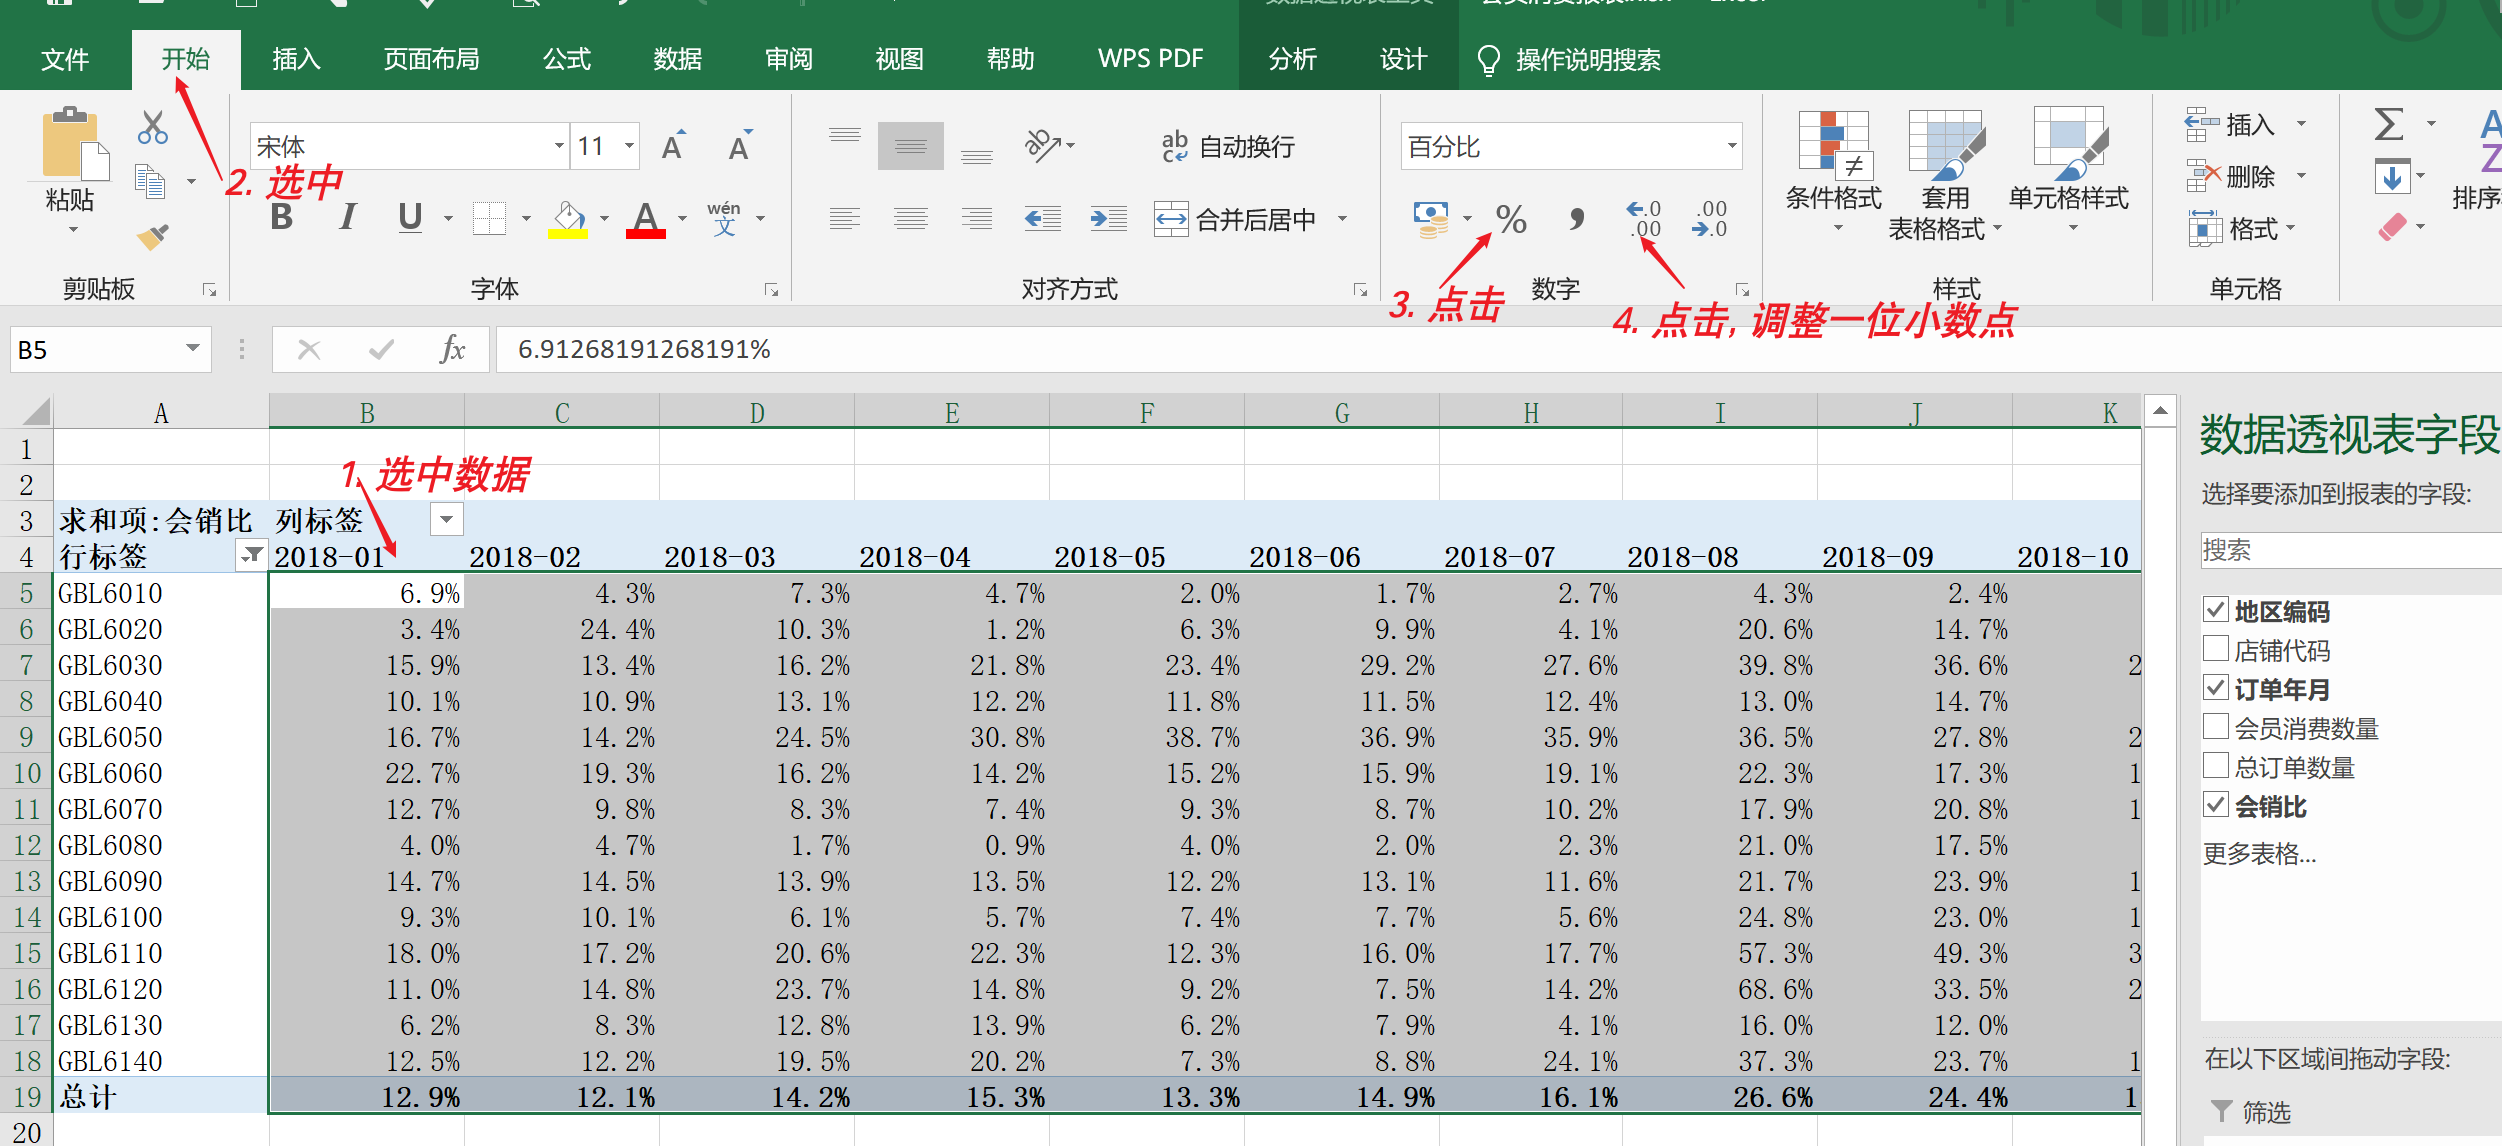 文件 开始 插入 页面布局 公式 数据 审阅 视图 帮助 WPS PDF 分析 设计 操作说明搜索
宋体 11 A A ab c 自动换行 百分比
插入
粘贴 B I U A wén 文 合并后居中 % , .0 .00 .00 .0 条件格式 套用 表格格式 单元格样式 删除 格式 Σ A Z
剪贴板 字体 对齐方式 数字 样式 单元格
2. 选中
3. 点击
4. 点击, 调整一位小数点
B5 fx 6.91268191268191%
A B C D E F G H I J K
1
2
1. 选中数据
3 求和项:会销比 列标签
4 行标签 2018-01 2018-02 2018-03 2018-04 2018-05 2018-06 2018-07 2018-08 2018-09 2018-10
5 GBL6010 6.9% 4.3% 7.3% 4.7% 2.0% 1.7% 2.7% 4.3% 2.4%
6 GBL6020 3.4% 24.4% 10.3% 1.2% 6.3% 9.9% 4.1% 20.6% 14.7%
7 GBL6030 15.9% 13.4% 16.2% 21.8% 23.4% 29.2% 27.6% 39.8% 36.6% 2
8 GBL6040 10.1% 10.9% 13.1% 12.2% 11.8% 11.5% 12.4% 13.0% 14.7%
9 GBL6050 16.7% 14.2% 24.5% 30.8% 38.7% 36.9% 35.9% 36.5% 27.8% 2
10 GBL6060 22.7% 19.3% 16.2% 14.2% 15.2% 15.9% 19.1% 22.3% 17.3% 1
11 GBL6070 12.7% 9.8% 8.3% 7.4% 9.3% 8.7% 10.2% 17.9% 20.8% 1
12 GBL6080 4.0% 4.7% 1.7% 0.9% 4.0% 2.0% 2.3% 21.0% 17.5%
13 GBL6090 14.7% 14.5% 13.9% 13.5% 12.2% 13.1% 11.6% 21.7% 23.9% 1
14 GBL6100 9.3% 10.1% 6.1% 5.7% 7.4% 7.7% 5.6% 24.8% 23.0% 1
15 GBL6110 18.0% 17.2% 20.6% 22.3% 12.3% 16.0% 17.7% 57.3% 49.3% 3
16 GBL6120 11.0% 14.8% 23.7% 14.8% 9.2% 7.5% 14.2% 68.6% 33.5% 2
17 GBL6130 6.2% 8.3% 12.8% 13.9% 6.2% 7.9% 4.1% 16.0% 12.0%
18 GBL6140 12.5% 12.2% 19.5% 20.2% 7.3% 8.8% 24.1% 37.3% 23.7% 1
19 总计 12.9% 12.1% 14.2% 15.3% 13.3% 14.9% 16.1% 26.6% 24.4% 1
20
数据透视表字段
选择要添加到报表的字段:
搜索
地区编码
店铺代码
订单年月
会员消费数量
总订单数量
会销比
更多表格...
在以下区域间拖动字段:
筛选